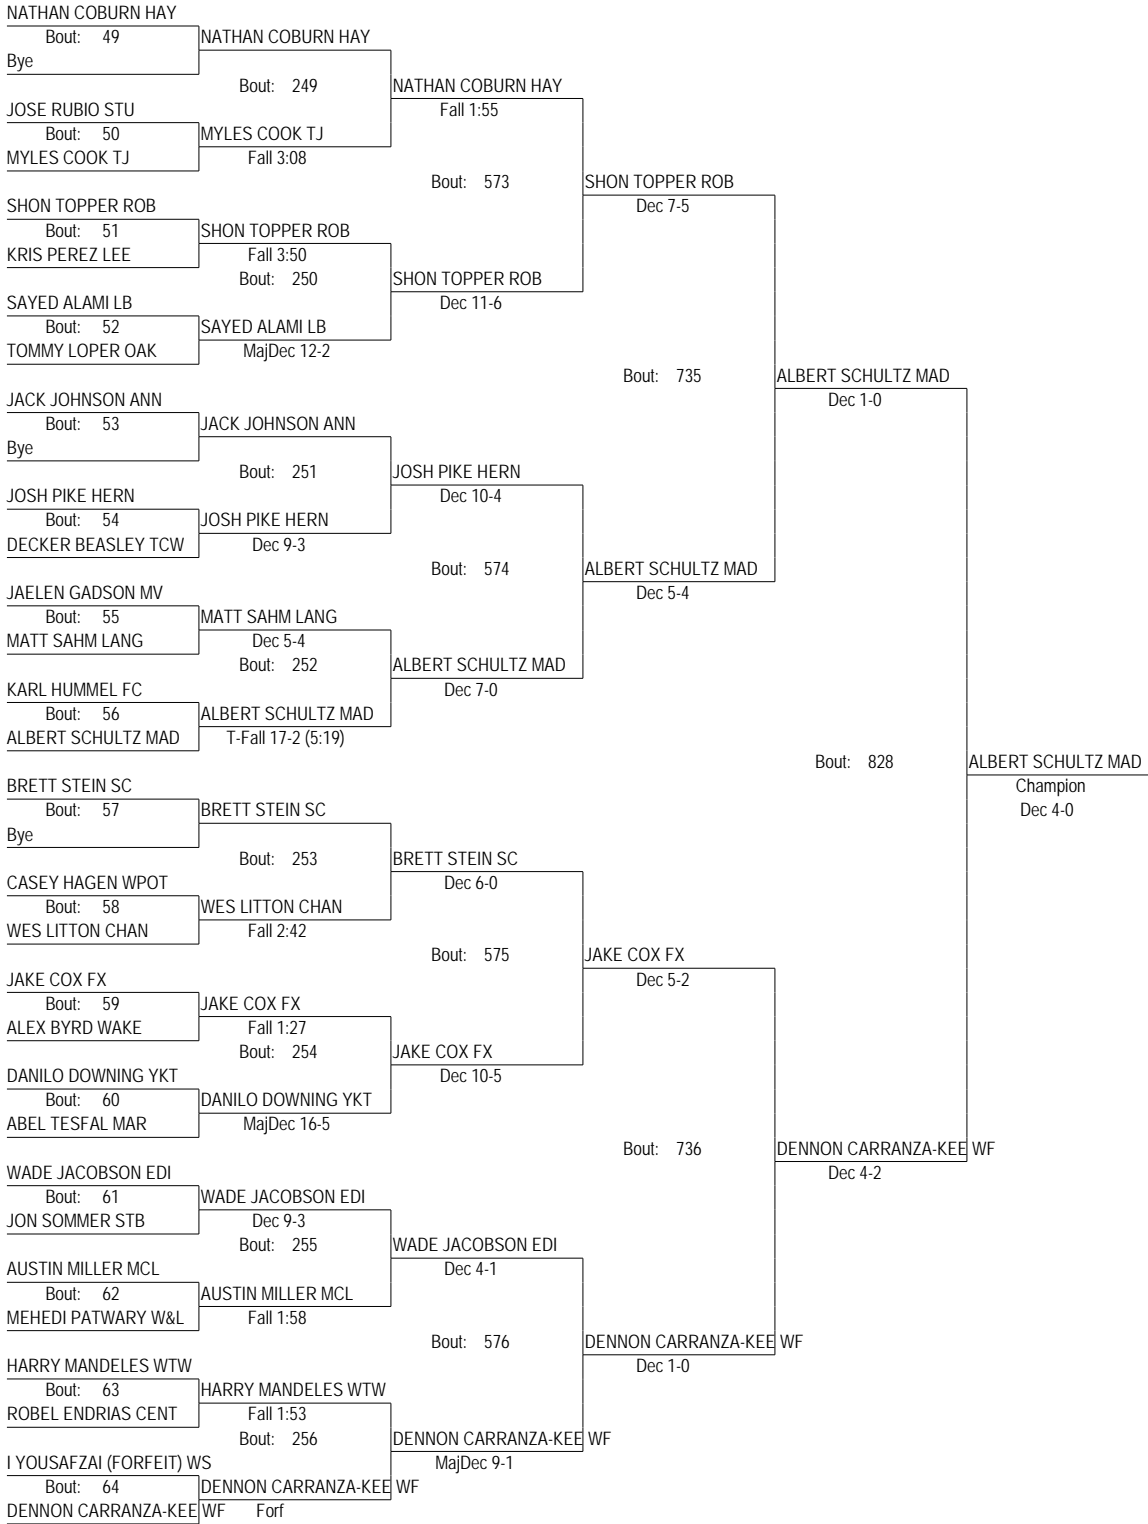 NATHAN COBURN HAY
Bout: 49
NATHAN COBURN HAY
Bye
Bout: 249
NATHAN COBURN HAY
JOSE RUBIO STU
Fall 1:55
Bout: 50
MYLES COOK TJ
MYLES COOK TJ
Fall 3:08
Bout: 573
SHON TOPPER ROB
SHON TOPPER ROB
Dec 7-5
Bout: 51
SHON TOPPER ROB
KRIS PEREZ LEE
Fall 3:50
Bout: 250
SHON TOPPER ROB
SAYED ALAMI LB
Dec 11-6
Bout: 52
SAYED ALAMI LB
TOMMY LOPER OAK
MajDec 12-2
Bout: 735
ALBERT SCHULTZ MAD
JACK JOHNSON ANN
Dec 1-0
Bout: 53
JACK JOHNSON ANN
Bye
Bout: 251
JOSH PIKE HERN
JOSH PIKE HERN
Dec 10-4
Bout: 54
JOSH PIKE HERN
DECKER BEASLEY TCW
Dec 9-3
Bout: 574
ALBERT SCHULTZ MAD
JAELEN GADSON MV
Dec 5-4
Bout: 55
MATT SAHM LANG
MATT SAHM LANG
Dec 5-4
Bout: 252
ALBERT SCHULTZ MAD
KARL HUMMEL FC
Dec 7-0
Bout: 56
ALBERT SCHULTZ MAD
ALBERT SCHULTZ MAD
T-Fall 17-2 (5:19)
Bout: 828
ALBERT SCHULTZ MAD
BRETT STEIN SC
Champion
Bout: 57
BRETT STEIN SC
Dec 4-0
Bye
Bout: 253
BRETT STEIN SC
CASEY HAGEN WPOT
Dec 6-0
Bout: 58
WES LITTON CHAN
WES LITTON CHAN
Fall 2:42
Bout: 575
JAKE COX FX
JAKE COX FX
Dec 5-2
Bout: 59
JAKE COX FX
ALEX BYRD WAKE
Fall 1:27
Bout: 254
JAKE COX FX
DANILO DOWNING YKT
Dec 10-5
Bout: 60
DANILO DOWNING YKT
ABEL TESFAL MAR
MajDec 16-5
Bout: 736
DENNON CARRANZA-KEE WF
WADE JACOBSON EDI
Dec 4-2
Bout: 61
WADE JACOBSON EDI
JON SOMMER STB
Dec 9-3
Bout: 255
WADE JACOBSON EDI
AUSTIN MILLER MCL
Dec 4-1
Bout: 62
AUSTIN MILLER MCL
MEHEDI PATWARY W&L
Fall 1:58
Bout: 576
DENNON CARRANZA-KEE WF
HARRY MANDELES WTW
Dec 1-0
Bout: 63
HARRY MANDELES WTW
ROBEL ENDRIAS CENT
Fall 1:53
Bout: 256
DENNON CARRANZA-KEE WF
I YOUSAFZAI (FORFEIT) WS
MajDec 9-1
Bout: 64
DENNON CARRANZA-KEE WF
DENNON CARRANZA-KEE WF
Forf